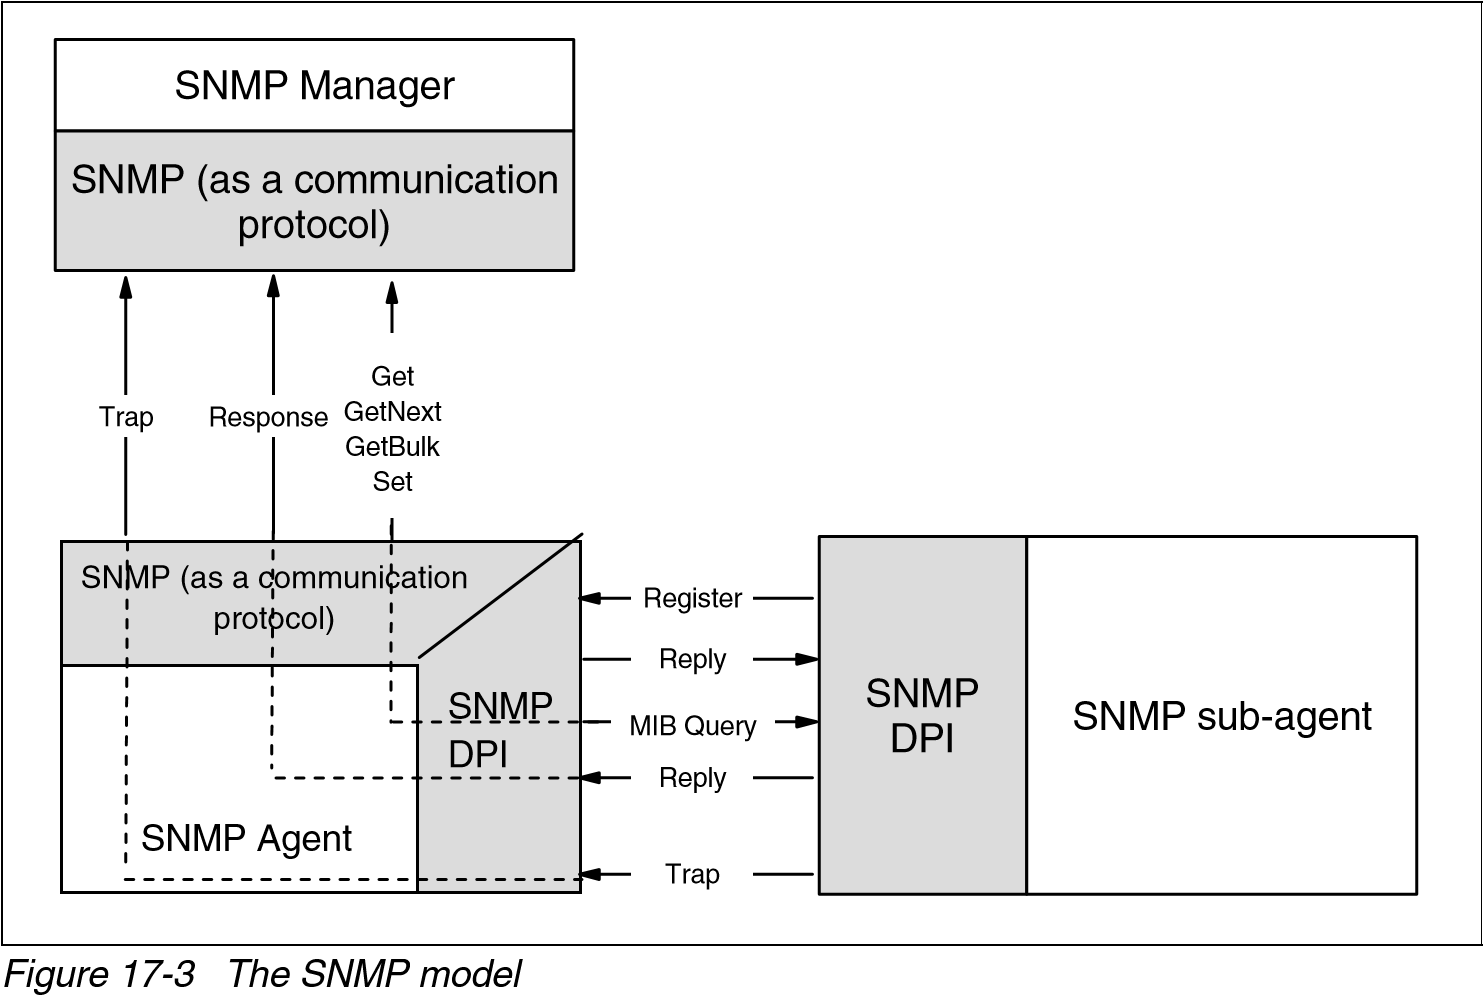 SNMP Manager
SNMP (as a communication
protocol)
Trap
Response
Get
GetNext
GetBulk
Set
SNMP (as a communication
protocol)
SNMP
DPI
SNMP Agent
Register
Reply
MIB Query
Reply
Trap
SNMP
DPI
SNMP sub-agent
Figure 17-3 The SNMP model